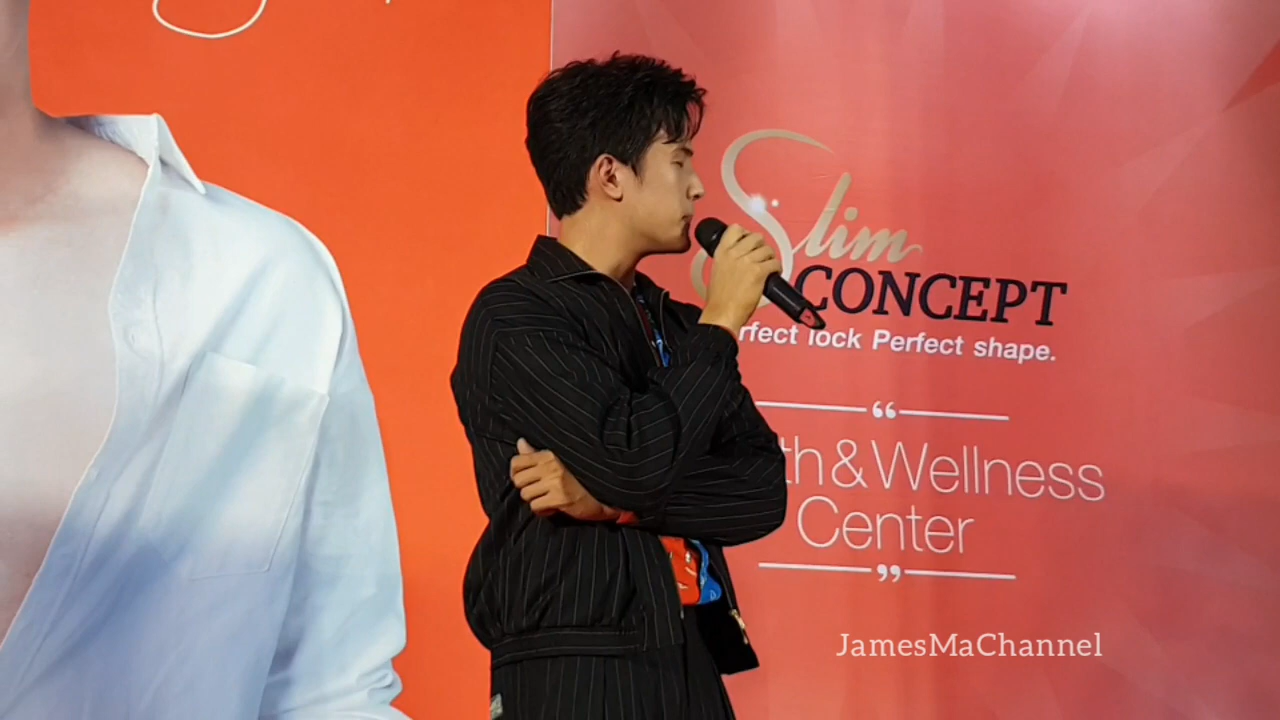 Slim
CONCEPT
rfect lock Perfect shape.
“
th & Wellness
Center
”
JamesMaChannel